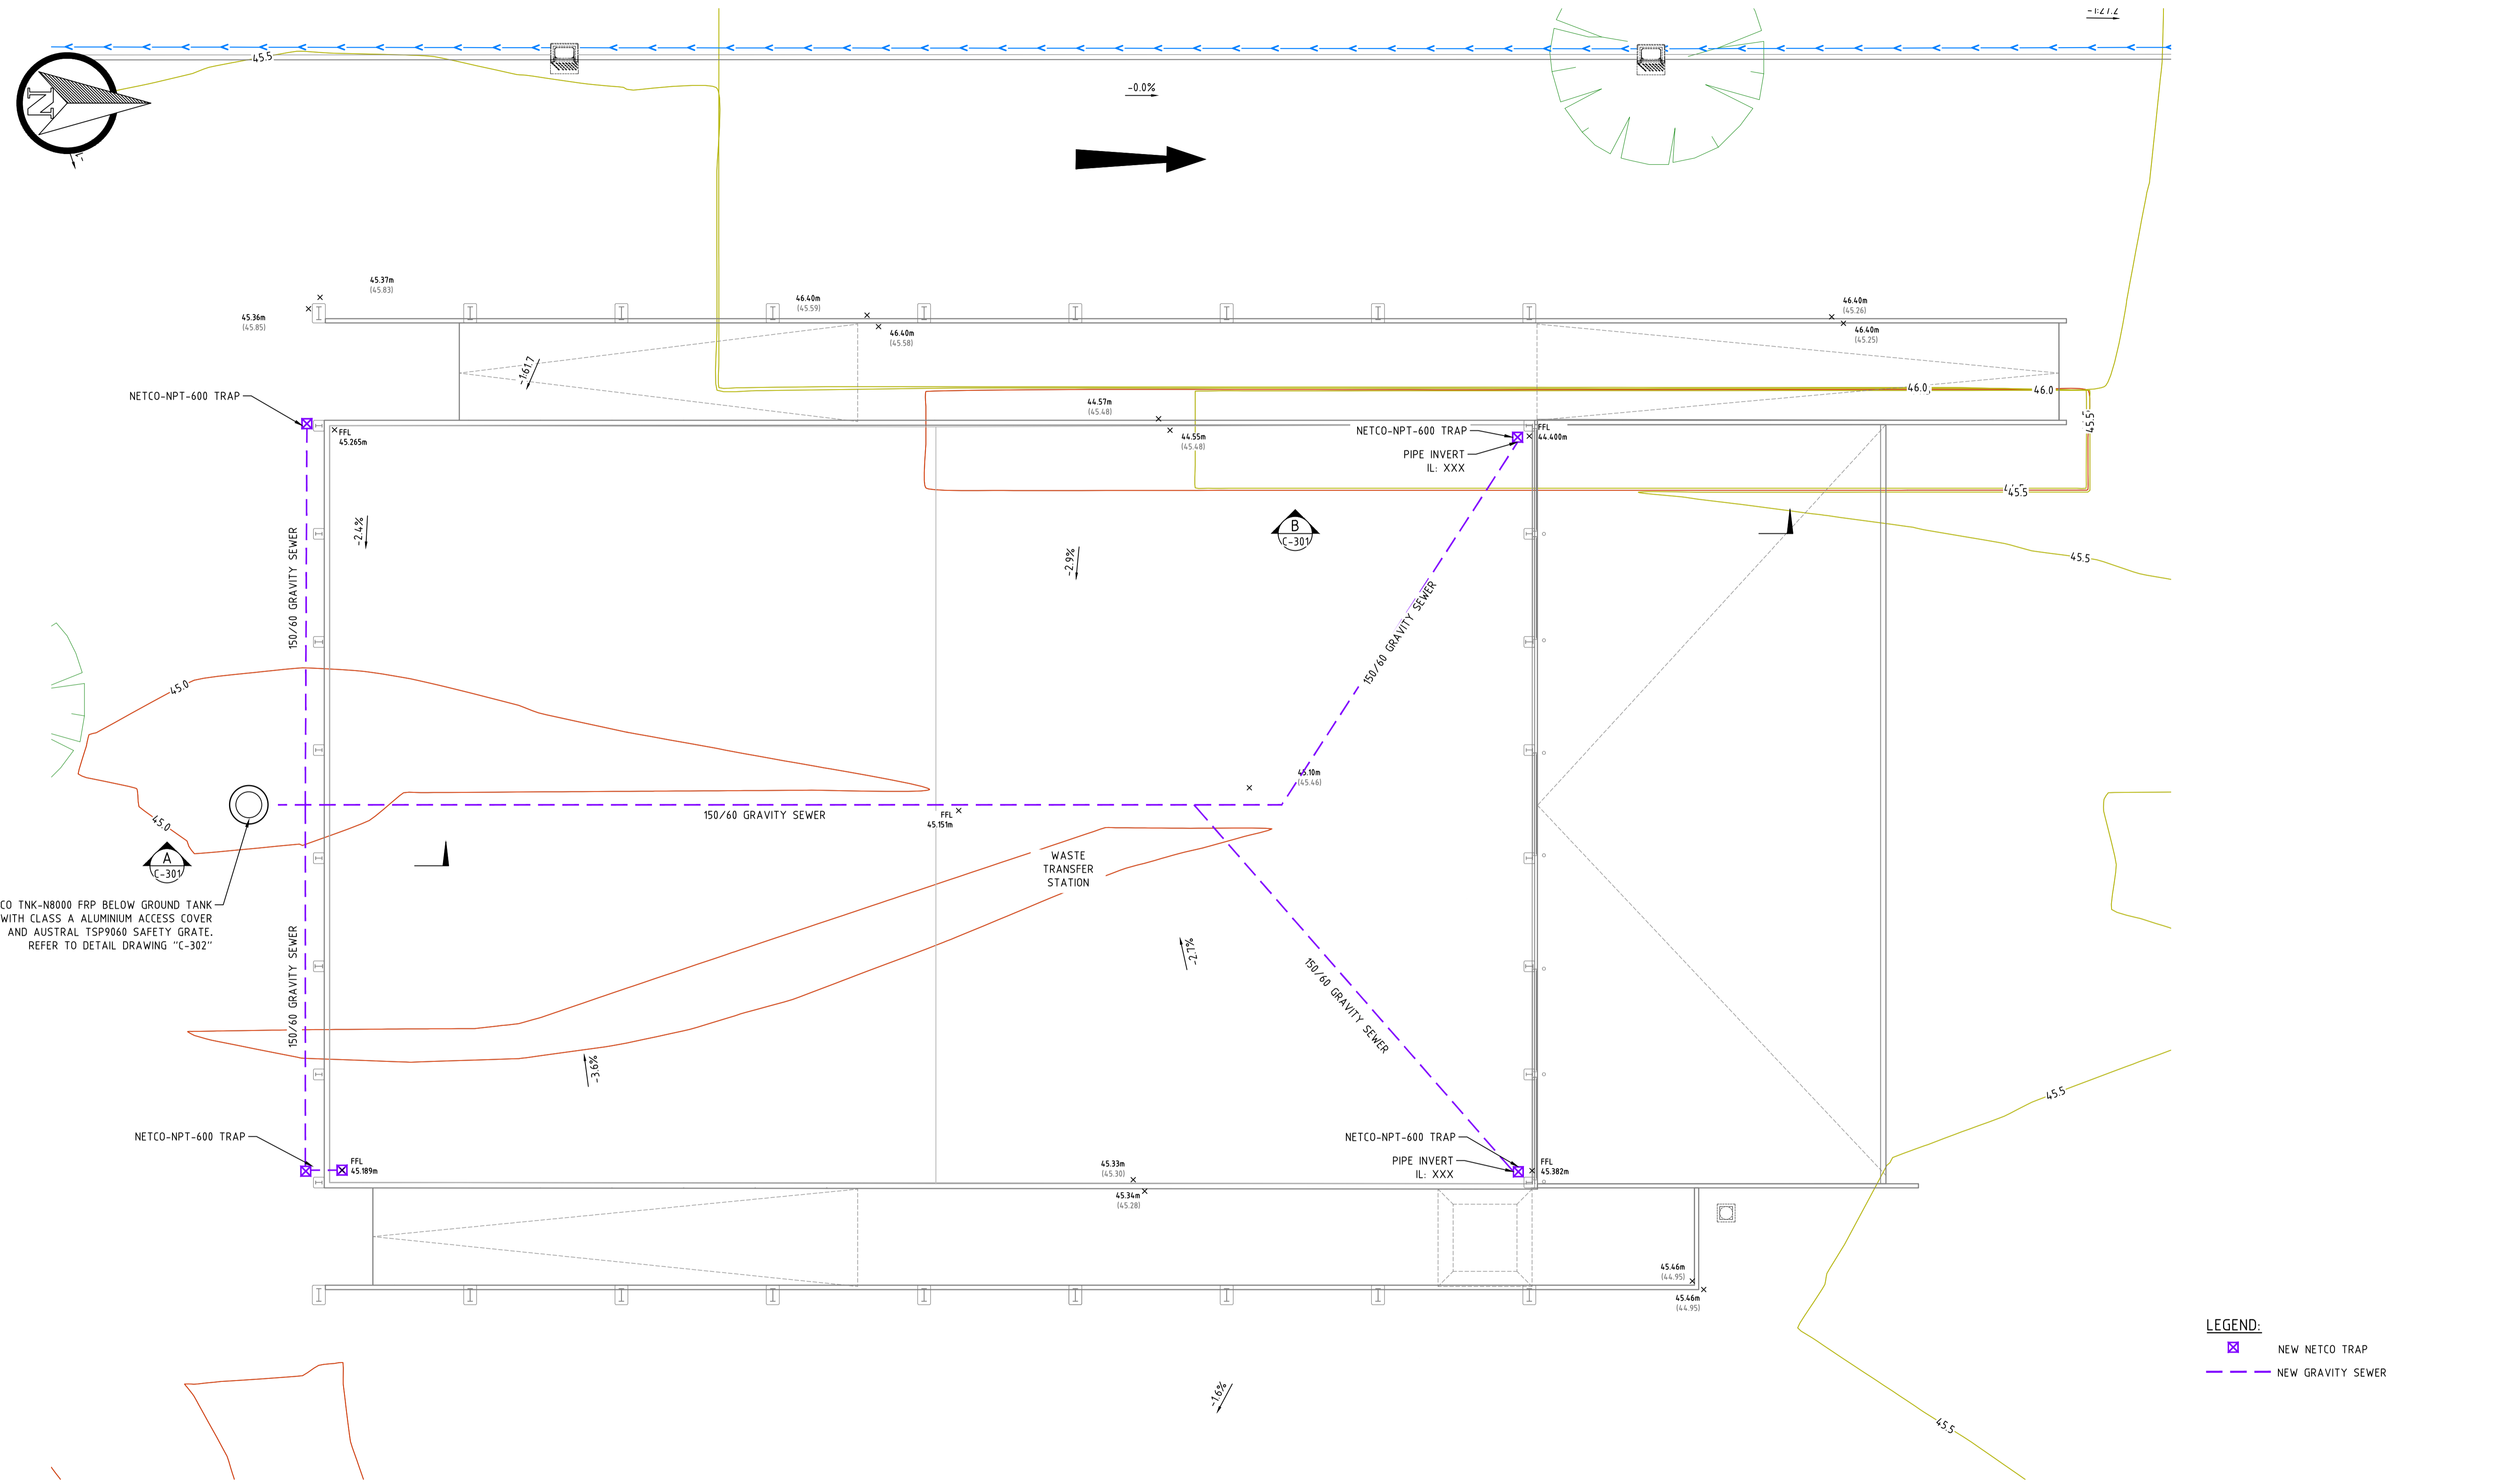 -1:27.2
45.5
N
-0.0%
45.37m
(45.83)
45.36m
(45.85)
46.40m
(45.59)
46.40m
(45.58)
46.40m
(45.26)
46.40m
(45.25)
-1:61.7
NETCO-NPT-600 TRAP
46.0
46.0
45.5
44.57m
(45.48)
44.55m
(45.48)
FFL
45.265m
NETCO-NPT-600 TRAP
PIPE INVERT
IL: XXX
FFL
44.400m
45.5
-2.4%
-2.9%
B
C-301
45.5
150/60 GRAVITY SEWER
150/60 GRAVITY SEWER
45.0
45.10m
(45.46)
150/60 GRAVITY SEWER
FFL
45.151m
45.0
A
C-301
WASTE
TRANSFER
STATION
CO TNK-N8000 FRP BELOW GROUND TANK
WITH CLASS A ALUMINIUM ACCESS COVER
AND AUSTRAL TSP9060 SAFETY GRATE.
REFER TO DETAIL DRAWING "C-302"
150/60 GRAVITY SEWER
-2.7%
150/60 GRAVITY SEWER
-3.6%
45.5
NETCO-NPT-600 TRAP
FFL
45.189m
45.33m
(45.30)
45.34m
(45.28)
NETCO-NPT-600 TRAP
PIPE INVERT
IL: XXX
FFL
45.382m
45.46m
(44.95)
45.46m
(44.95)
-1.6%
45.5
LEGEND:
NEW NETCO TRAP
NEW GRAVITY SEWER